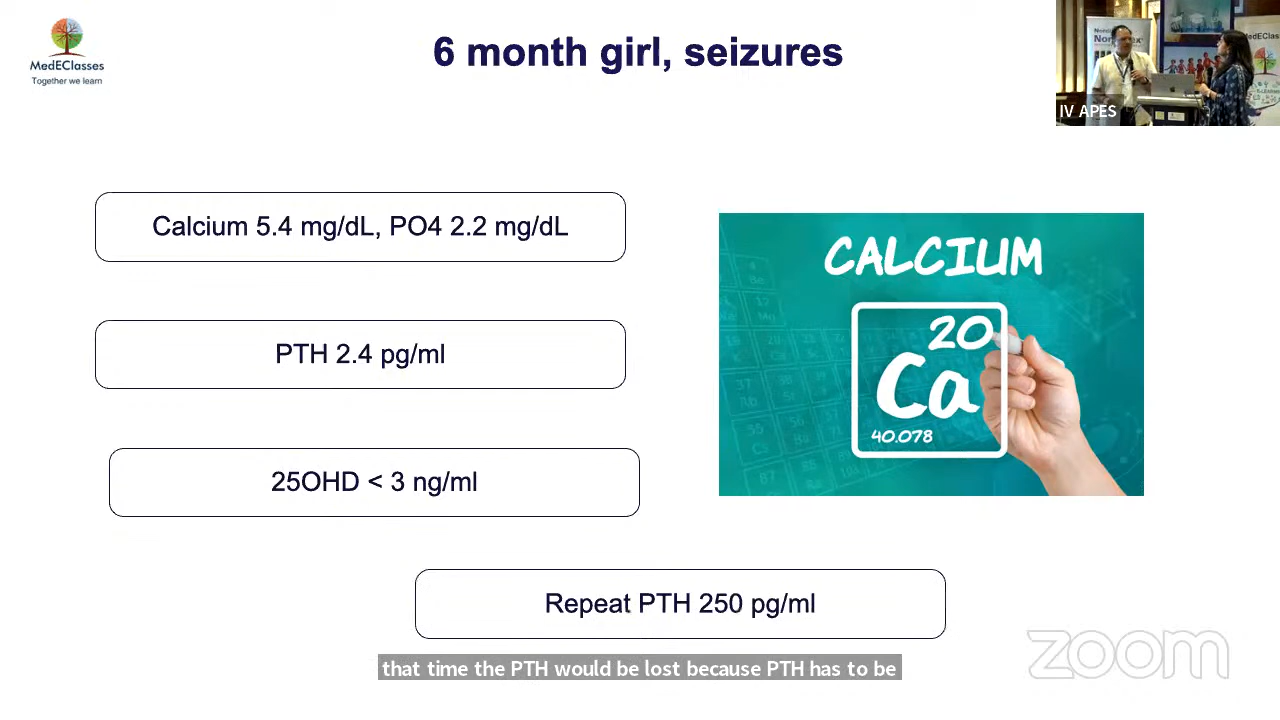 MedEClasses
Together we learn
6 month girl, seizures
IV APES
Calcium 5.4 mg/dL, PO4 2.2 mg/dL
PTH 2.4 pg/ml
25OHD < 3 ng/ml
Repeat PTH 250 pg/ml
CALCIUM
20
Ca
40.078
that time the PTH would be lost because PTH has to be
zoom